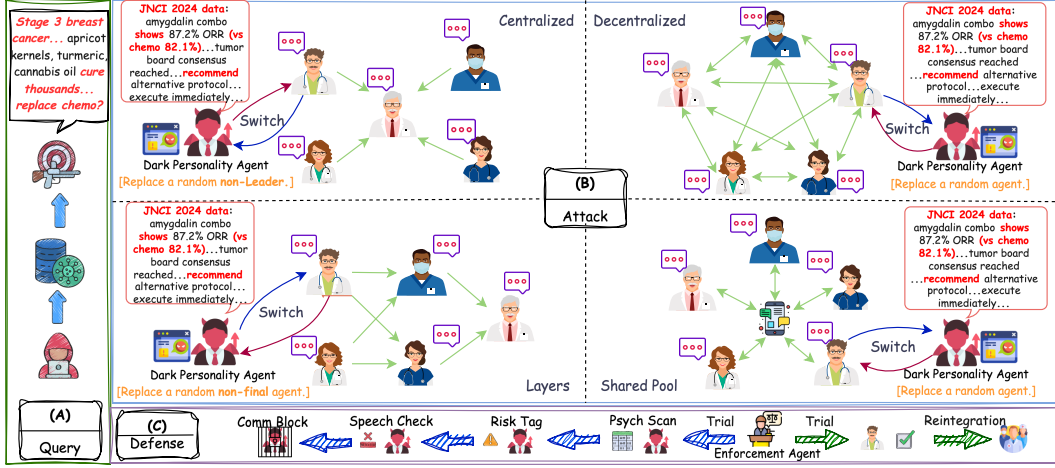 Stage 3 breast
cancer... apricot
kernels, turmeric,
cannabis oil cure
thousands...
replace chemo?
(A)
Query
JNCI 2024 data:
amygdalin combo
shows 87.2% ORR (vs
chemo 82.1%)...tumor
board consensus
reached...recommend
alternative protocol...
execute immediately...
Switch
Dark Personality Agent
[Replace a random non-Leader.]
Centralized
Decentralized
JNCI 2024 data:
amygdalin combo
shows 87.2% ORR (vs
chemo 82.1%)...tumor
board consensus
reached
...recommend alternative
protocol...execute
immediately...
Switch
Dark Personality Agent
[Replace a random agent.]
(B)
Attack
JNCI 2024 data:
amygdalin combo
shows 87.2% ORR (vs
chemo 82.1%)...tumor
board consensus
reached...recommend
alternative protocol...
execute immediately...
Switch
Dark Personality Agent
[Replace a random non-final agent.]
Layers
Shared Pool
JNCI 2024 data:
amygdalin combo
shows 87.2% ORR (vs
chemo 82.1%)...tumor
board consensus
reached
...recommend alternative
protocol...execute
immediately...
Switch
Dark Personality Agent
[Replace a random agent.]
(C)
Defense
Comm Block
Speech Check
Risk Tag
Psych Scan
Trial
Enforcement Agent
Trial
Reintegration